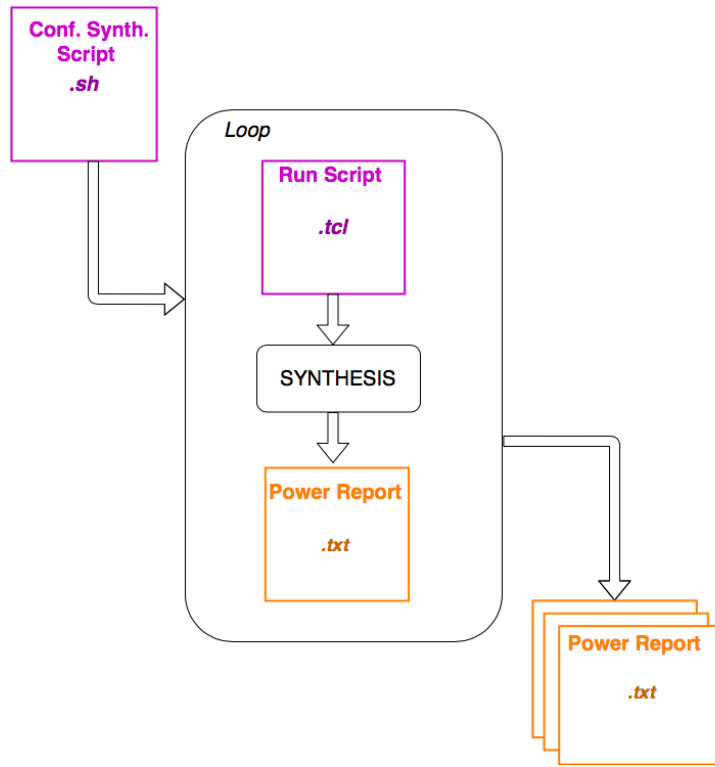 Conf. Synth.
Script
.sh
Loop
Run Script
.tcl
SYNTHESIS
Power Report
.txt
Power Report
.txt